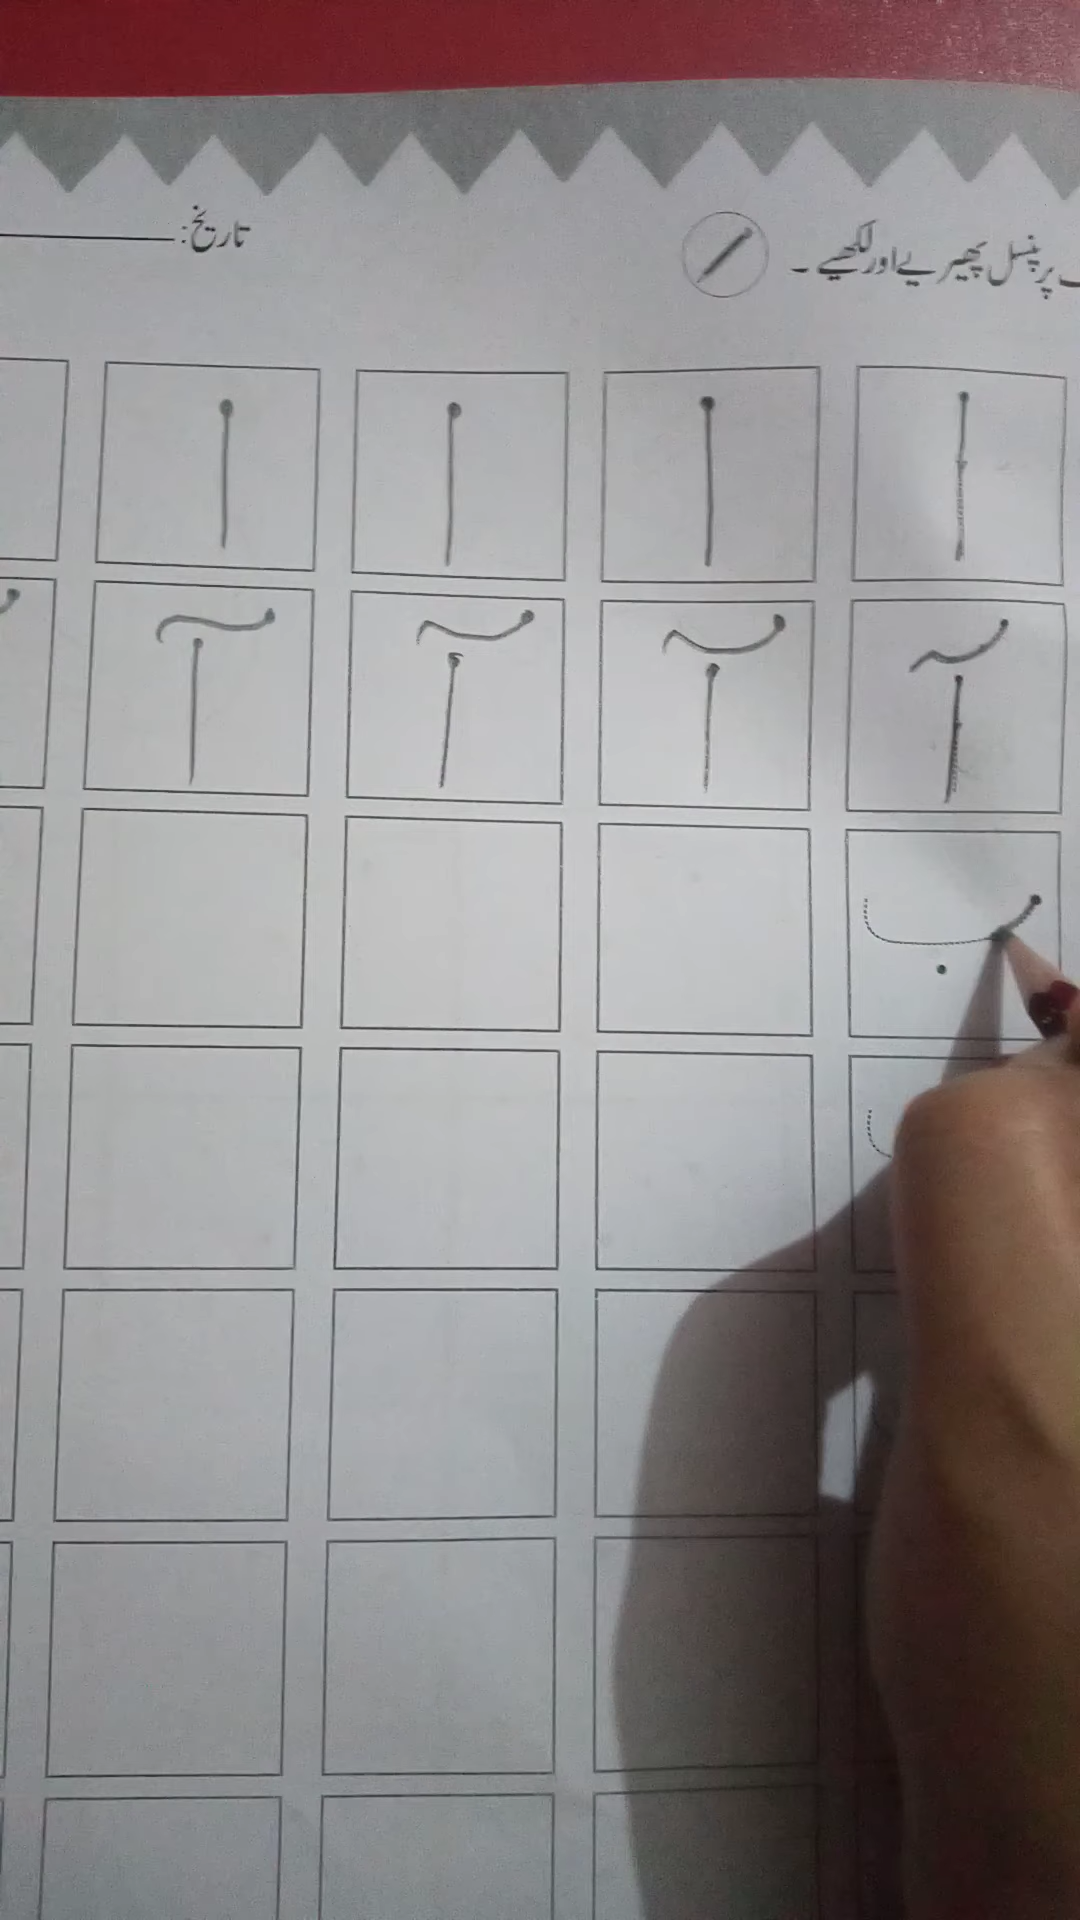 پر پنسل پھیریے اور لکھیے ۔
تاریخ:
ا ا ا ا
آ آ آ آ
ب